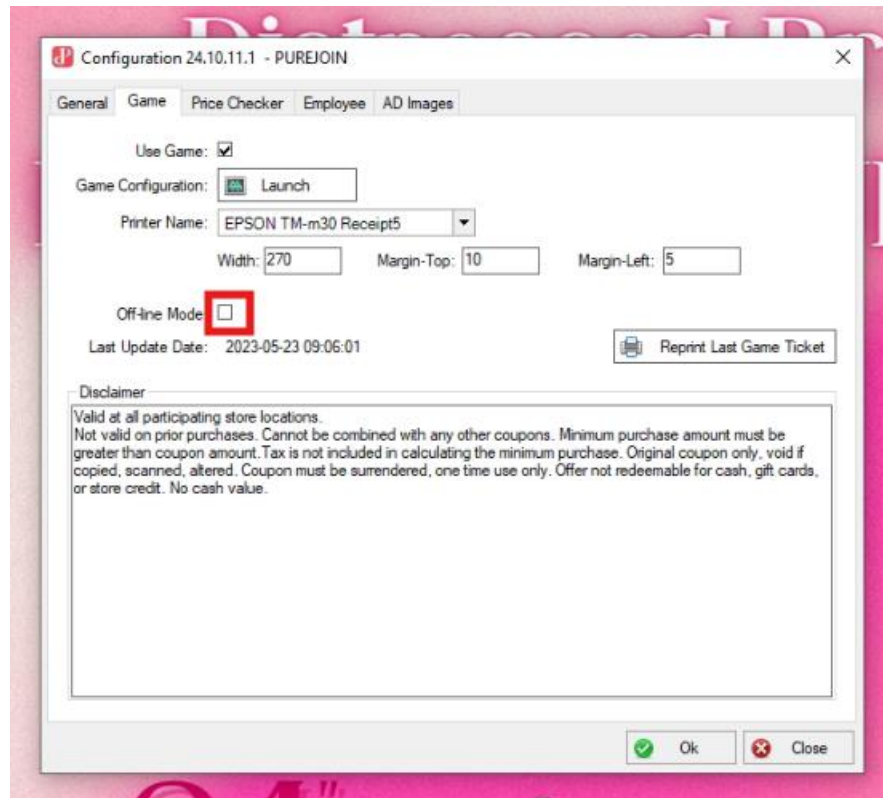 Configuration 24.10.11.1 - PUREJOIN
General Game Price Checker Employee AD Images
Use Game:
Game Configuration: Launch
Printer Name: EPSON TM-m30 Receipt5
Width: 270 Margin-Top: 10 Margin-Left: 5
Off-line Mode
Last Update Date: 2023-05-23 09:06:01 Reprint Last Game Ticket
Disclaimer
Valid at all participating store locations.
Not valid on prior purchases. Cannot be combined with any other coupons. Minimum purchase amount must be
greater than coupon amount.Tax is not included in calculating the minimum purchase. Original coupon only, void if
copied, scanned, altered. Coupon must be surrendered, one time use only. Offer not redeemable for cash, gift cards,
or store credit. No cash value.
Ok Close